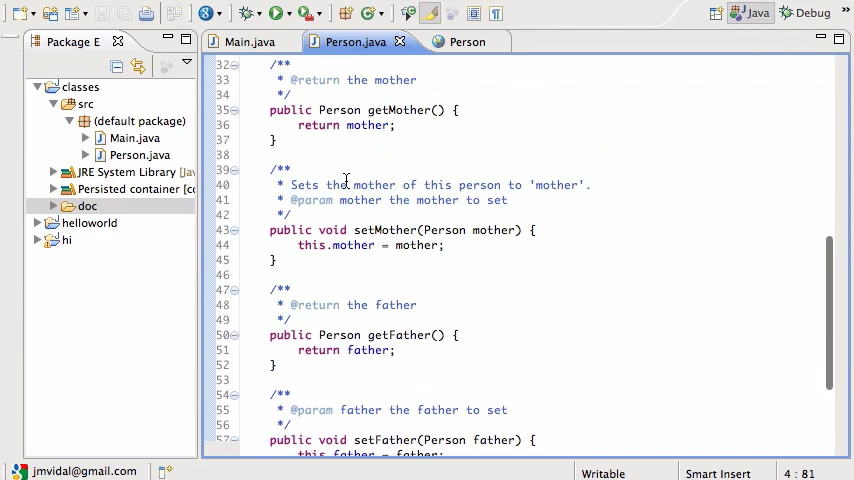 Java
Debug
»
Package E
Main.java
Person.java
Person
classes
src
(default package)
Main.java
Person.java
JRE System Library [Jav
Persisted container [co
doc
helloworld
hi
32 /**
33 * @return the mother
34 */
35 public Person getMother() {
36 return mother;
37 }
38
39 /**
40 * Sets the mother of this person to 'mother'.
41 * @param mother the mother to set
42 */
43 public void setMother(Person mother) {
44 this.mother = mother;
45 }
46
47 /**
48 * @return the father
49 */
50 public Person getFather() {
51 return father;
52 }
53
54 /**
55 * @param father the father to set
56 */
57 public void setFather(Person father) {
this.father = father;
jmvidal@gmail.com
Writable
Smart Insert
4 : 81